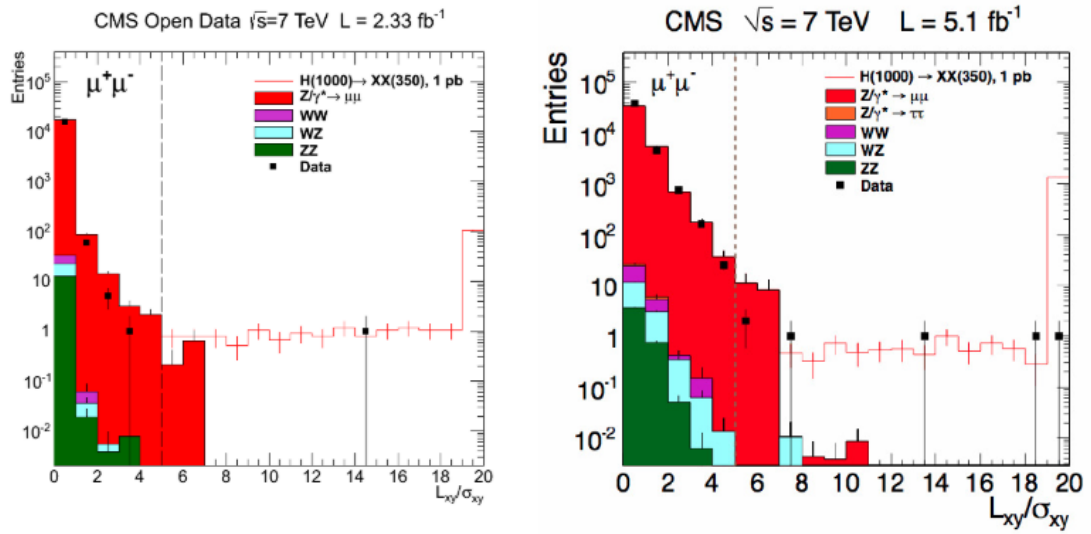 CMS Open Data √s=7 TeV L = 2.33 fb⁻¹
Entries
10⁵
10⁴
10³
10²
10
1
10⁻¹
10⁻²
μ⁺μ⁻
H(1000)→ XX(350), 1 pb
Z/γ*→ μμ
WW
WZ
ZZ
Data
0 2 4 6 8 10 12 14 16 18 20
Lxy/σxy
CMS √s = 7 TeV L = 5.1 fb⁻¹
Entries
10⁵
10⁴
10³
10²
10
1
10⁻¹
10⁻²
μ⁺μ⁻
H(1000) → XX(350), 1 pb
Z/γ* → μμ
Z/γ* → ττ
WW
WZ
ZZ
Data
0 2 4 6 8 10 12 14 16 18 20
Lxy/σxy